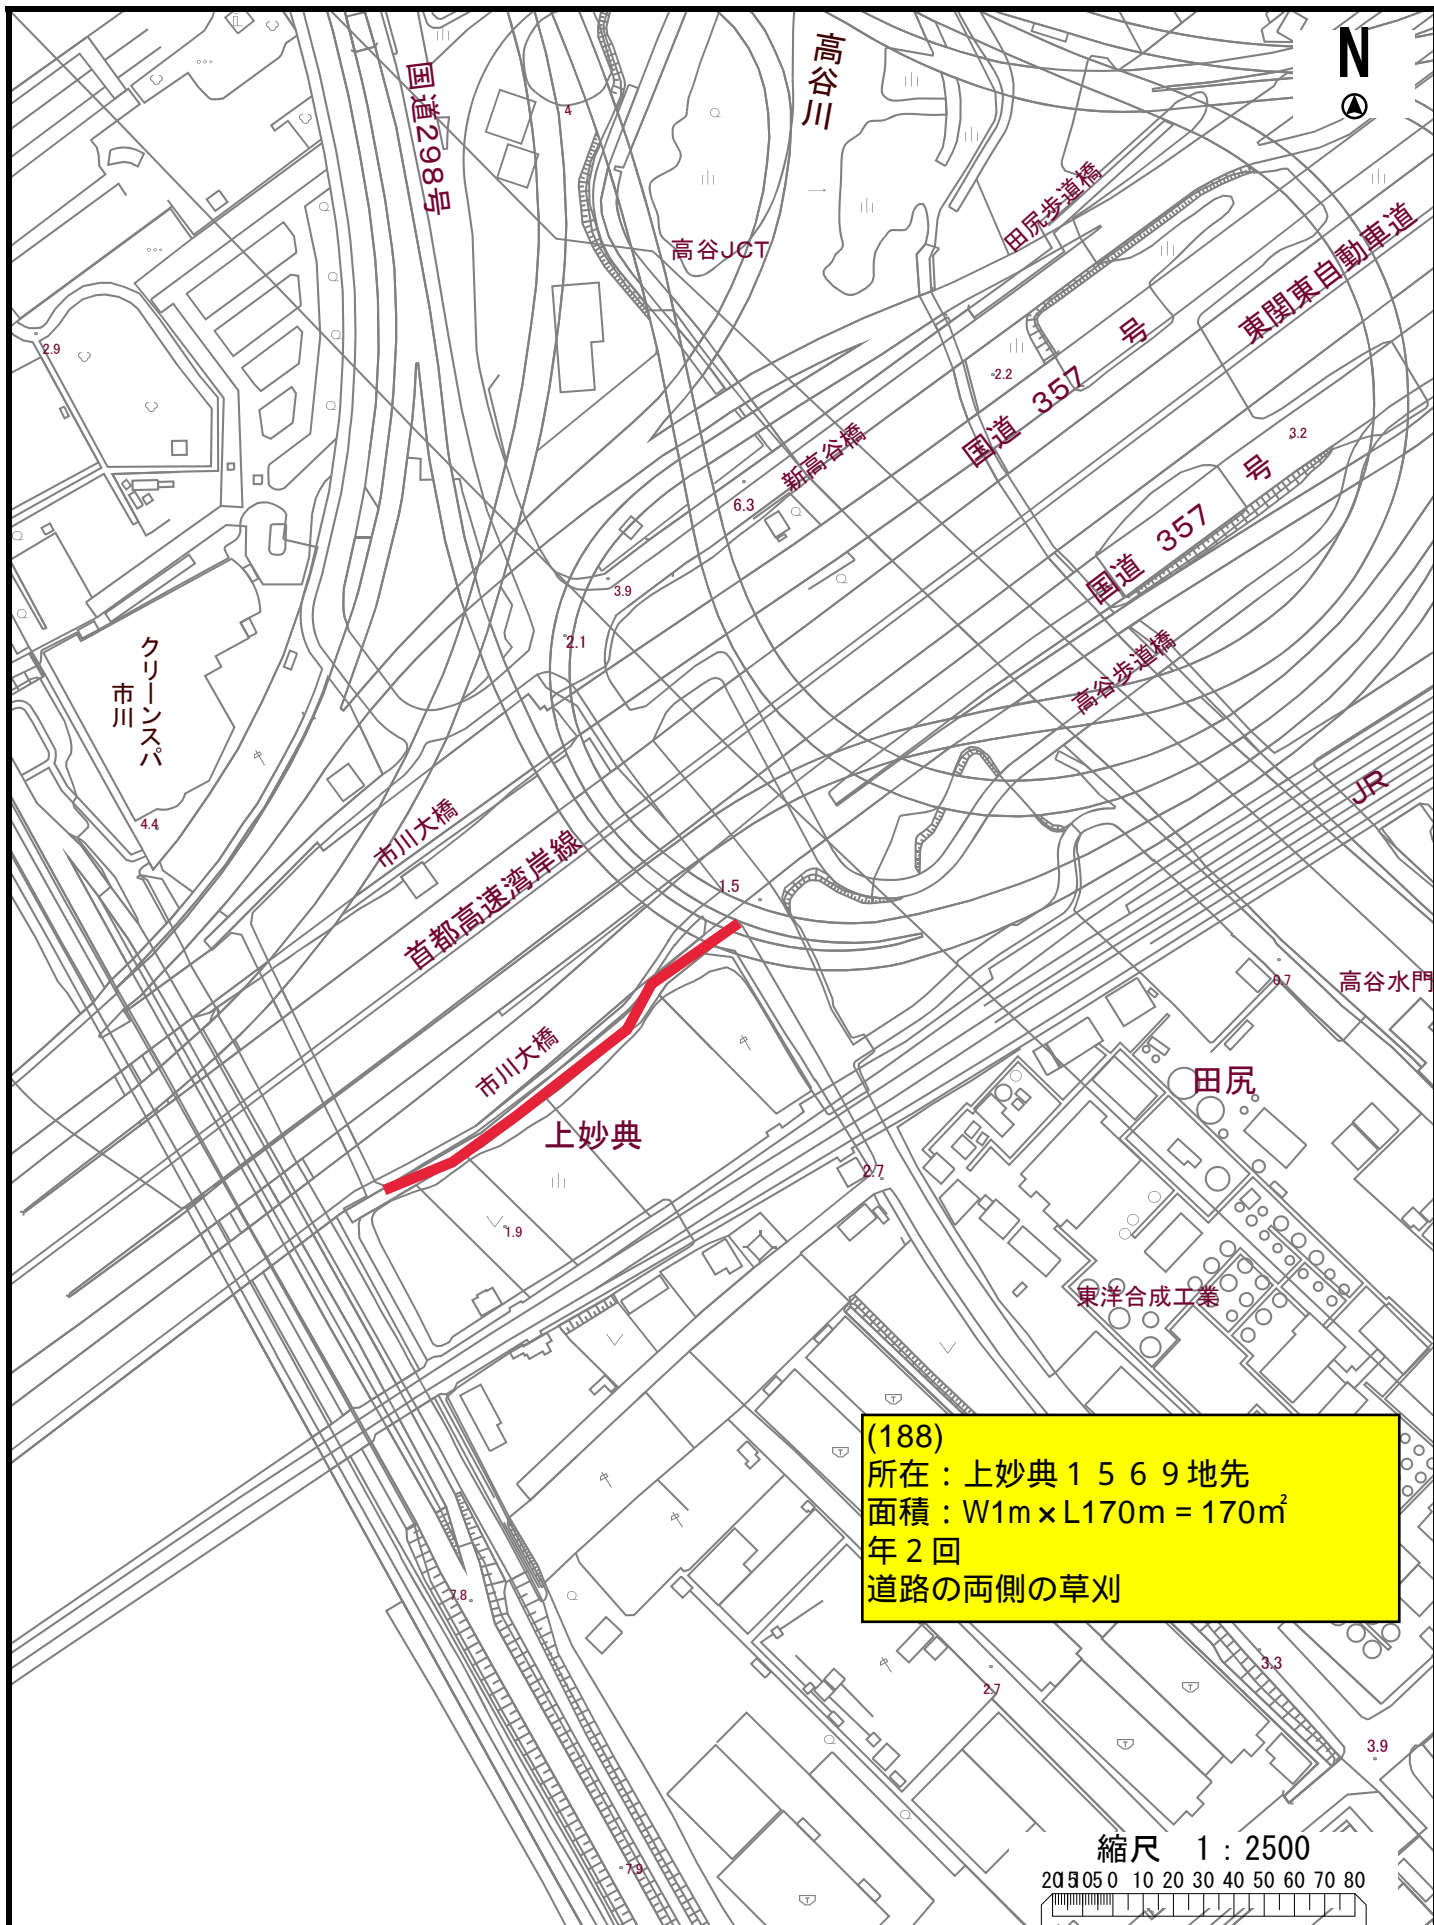 N
高谷川
国道298号
4
田尻歩道橋
高谷JCT
東関東自動車道
国道 357 号
2.9
2.2
3.2
新高谷橋
6.3
国道 357 号
3.9
2.1
高谷歩道橋
クリーンスパ
市川
JR
4.4
市川大橋
首都高速湾岸線
1.5
0.7
高谷水門
市川大橋
田尻
上妙典
2.7
1.9
東洋合成工業
(188)
所在：上妙典１５６９地先
面積：W1m×L170m＝170㎡
年２回
道路の両側の草刈
7.8
3.3
2.7
3.9
7.9
縮尺 1：2500
20 15 10 5 0 10 20 30 40 50 60 70 80